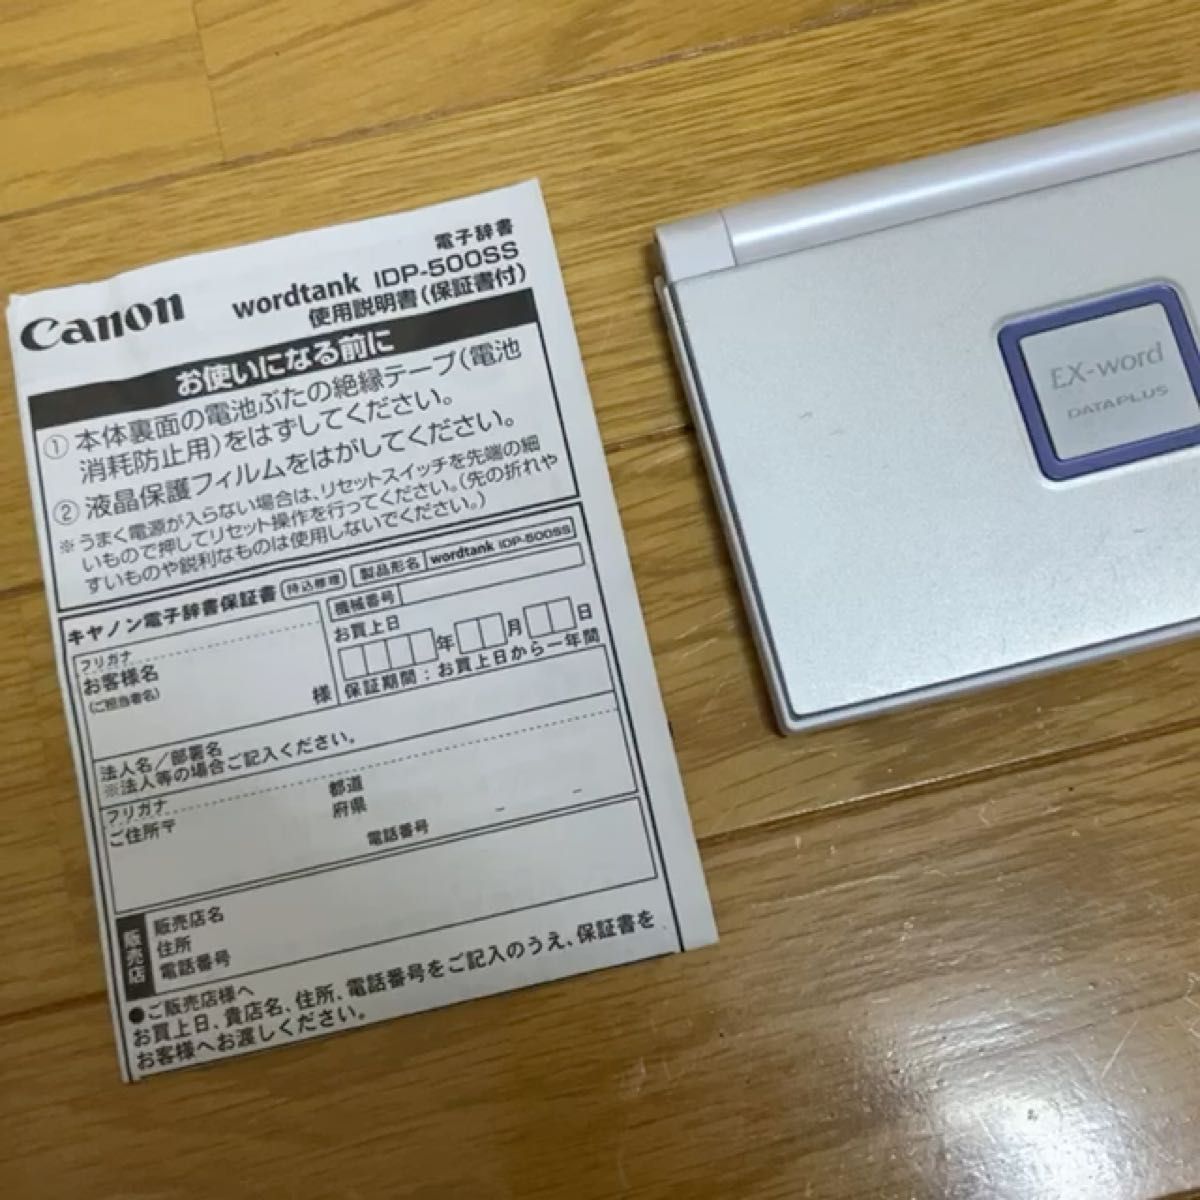 電子辞書
Canon wordtank IDP-500SS
使用説明書(保証書付)
お使いになる前に
① 本体裏面の電池ぶたの絶縁テープ(電池
消耗防止用)をはずしてください。
② 液晶保護フィルムをはがしてください。
※うまく電源が入らない場合は、リセットスイッチを先端の細
いもので押してリセット操作を行ってください。(先の折れや
すいものや鋭利なものは使用しないでください。)
キヤノン電子辞書保証書 持込修理 製品形名 wordtank IDP-500SS
機械番号
フリガナ
お客様名
(ご担当者名)
様
お買上日
年 月 日
保証期間：お買上日から一年間
法人名／部署名
※法人等の場合ご記入ください。
フリガナ
ご住所〒
都道
府県
電話番号 － －
販売店
販売店名
住所
電話番号
●ご販売店様へ
お買上日、貴店名、住所、電話番号をご記入のうえ、保証書を
お客様へお渡しください。
EX-word
DATAPLUS